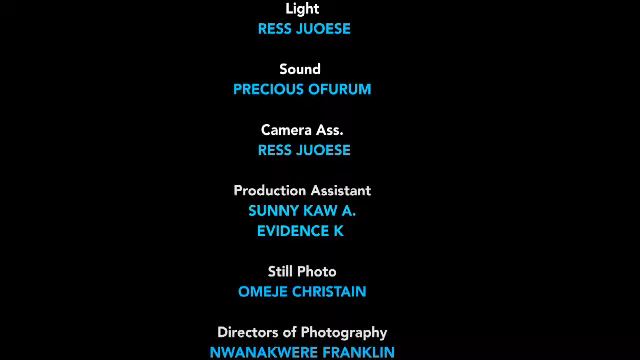 Light
RESS JUOESE
Sound
PRECIOUS OFURUM
Camera Ass.
RESS JUOESE
Production Assistant
SUNNY KAW A.
EVIDENCE K
Still Photo
OMEJE CHRISTAIN
Directors of Photography
NWANAKWERE FRANKLIN